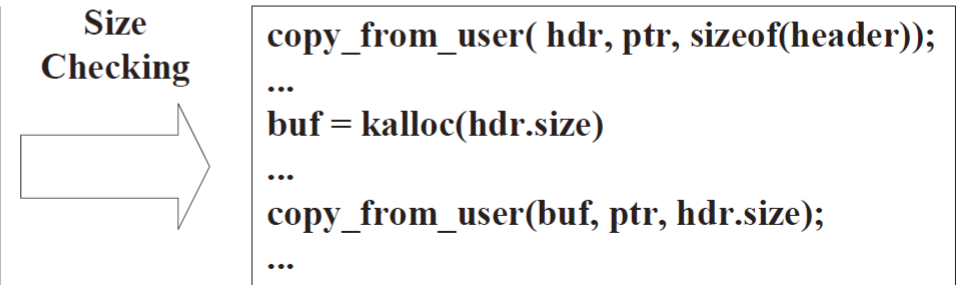 Size
Checking
copy_from_user( hdr, ptr, sizeof(header));
...
buf = kalloc(hdr.size)
...
copy_from_user(buf, ptr, hdr.size);
...